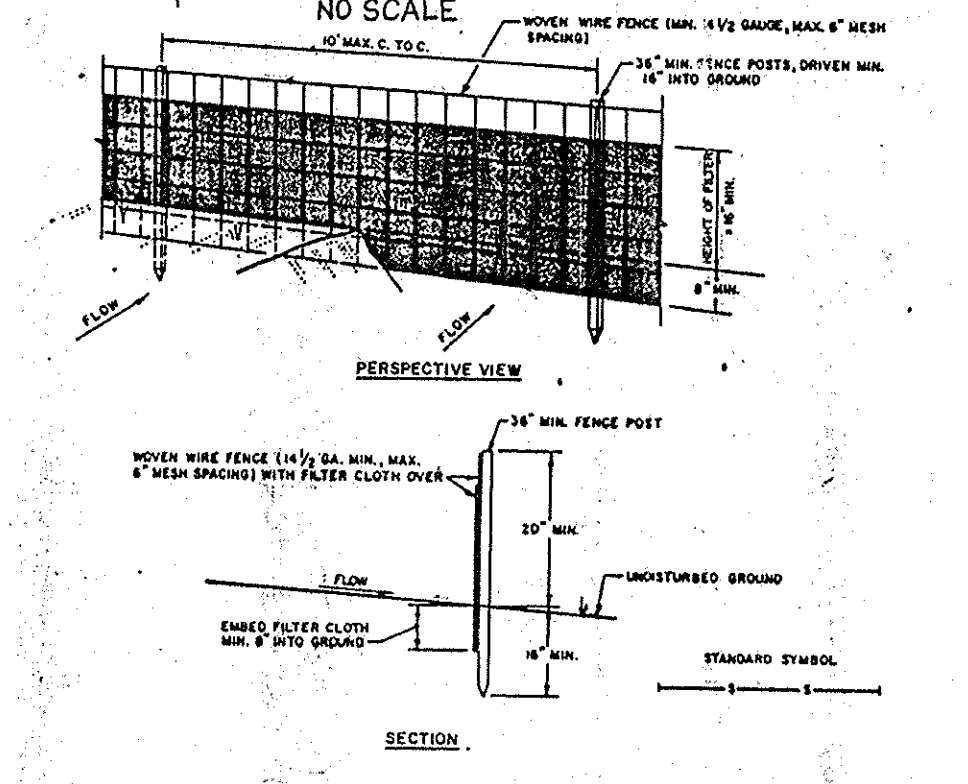 NO SCALE
WOVEN WIRE FENCE (MIN. 14 1/2 GAUGE, MAX. 6" MESH
SPACING)
10' MAX. C. TO C.
36" MIN. FENCE POSTS, DRIVEN MIN.
16" INTO GROUND
HEIGHT OF FILTER
= 16" MIN.
8" MIN.
FLOW
FLOW
PERSPECTIVE VIEW
36" MIN. FENCE POST
WOVEN WIRE FENCE (14 1/2 GA. MIN., MAX.
6" MESH SPACING) WITH FILTER CLOTH OVER
20" MIN.
FLOW
UNDISTURBED GROUND
EMBED FILTER CLOTH
MIN. 8" INTO GROUND
16" MIN.
STANDARD SYMBOL
S S
SECTION